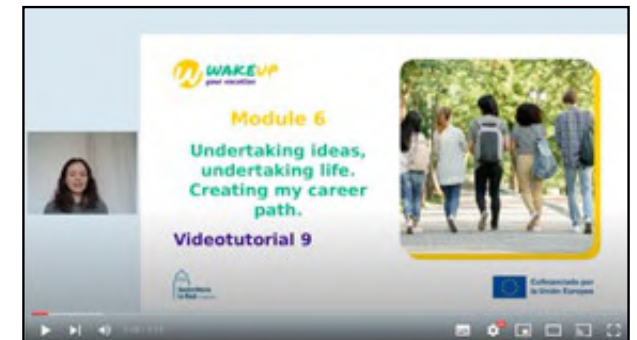 WAKEUP
your vocation
Module 6
Undertaking ideas,
undertaking life.
Creating my career
path.
Videotutorial 9
Cofinanciado por
la Unión Europea